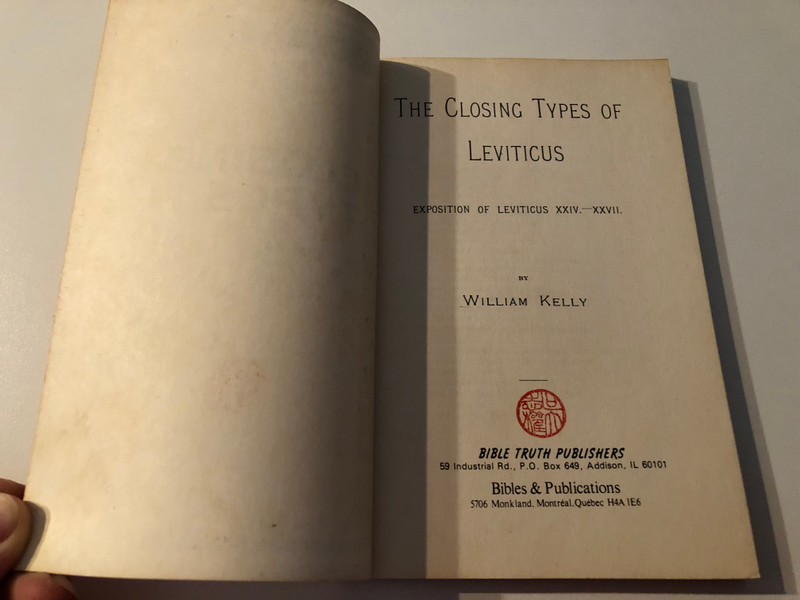 THE CLOSING TYPES OF
LEVITICUS
EXPOSITION OF LEVITICUS XXIV.—XXVII.
BY
WILLIAM KELLY
BIBLE TRUTH PUBLISHERS
59 Industrial Rd., P.O. Box 649, Addison, IL 60101
Bibles & Publications
5706 Monkland, Montréal, Québec H4A 1E6